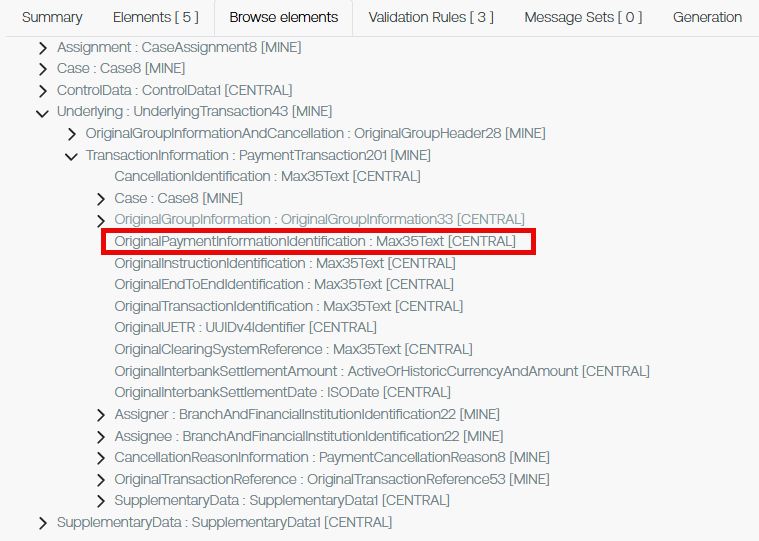 Summary Elements [ 5 ] Browse elements Validation Rules [ 3 ] Message Sets [ 0 ] Generation
Assignment : CaseAssignment8 [MINE]
Case : Case8 [MINE]
ControlData : ControlData1 [CENTRAL]
Underlying : UnderlyingTransaction43 [MINE]
OriginalGroupInformationAndCancellation : OriginalGroupHeader28 [MINE]
TransactionInformation : PaymentTransaction201 [MINE]
CancellationIdentification : Max35Text [CENTRAL]
Case : Case8 [MINE]
OriginalGroupInformation : OriginalGroupInformation33 [CENTRAL]
OriginalPaymentInformationIdentification : Max35Text [CENTRAL]
OriginalInstructionIdentification : Max35Text [CENTRAL]
OriginalEndToEndIdentification : Max35Text [CENTRAL]
OriginalTransactionIdentification : Max35Text [CENTRAL]
OriginalUETR : UUIDv4Identifier [CENTRAL]
OriginalClearingSystemReference : Max35Text [CENTRAL]
OriginalInterbankSettlementAmount : ActiveOrHistoricCurrencyAndAmount [CENTRAL]
OriginalInterbankSettlementDate : ISODate [CENTRAL]
Assigner : BranchAndFinancialInstitutionIdentification22 [MINE]
Assignee : BranchAndFinancialInstitutionIdentification22 [MINE]
CancellationReasonInformation : PaymentCancellationReason8 [MINE]
OriginalTransactionReference : OriginalTransactionReference53 [MINE]
SupplementaryData : SupplementaryData1 [CENTRAL]
SupplementaryData : SupplementaryData1 [CENTRAL]